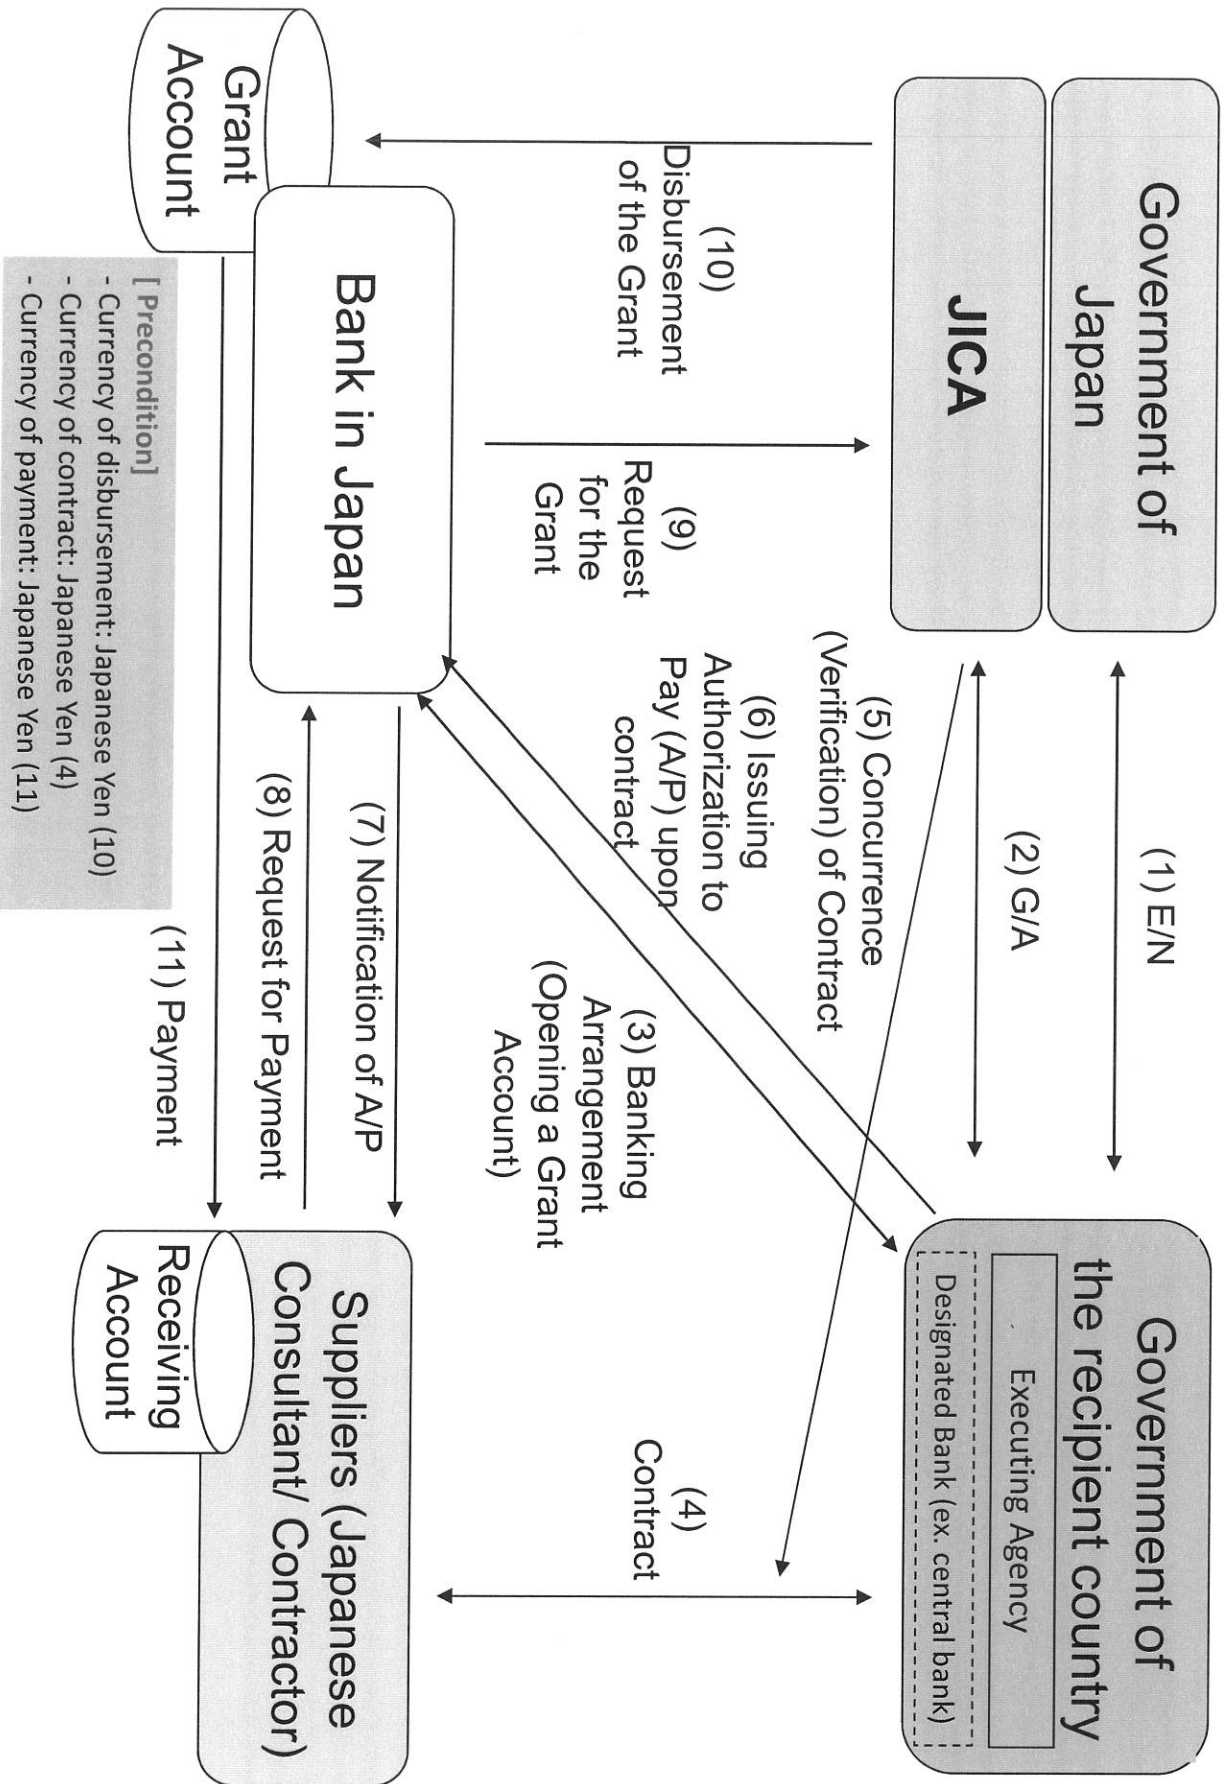 Government of
Japan
JICA
(1) E/N
(2) G/A
Government of
the recipient country
Executing Agency
Designated Bank (ex. central bank)
(5) Concurrence
(Verification) of Contract
(6) Issuing
Authorization to
Pay (A/P) upon
contract
(10)
Disbursement
of the Grant
(9)
Request
for the
Grant
(3) Banking
Arrangement
(Opening a Grant
Account)
(4)
Contract
Bank in Japan
Grant
Account
(7) Notification of A/P
(8) Request for Payment
(11) Payment
Suppliers (Japanese
Consultant/ Contractor)
Receiving
Account
[ Precondition]
- Currency of disbursement: Japanese Yen (10)
- Currency of contract: Japanese Yen (4)
- Currency of payment: Japanese Yen (11)